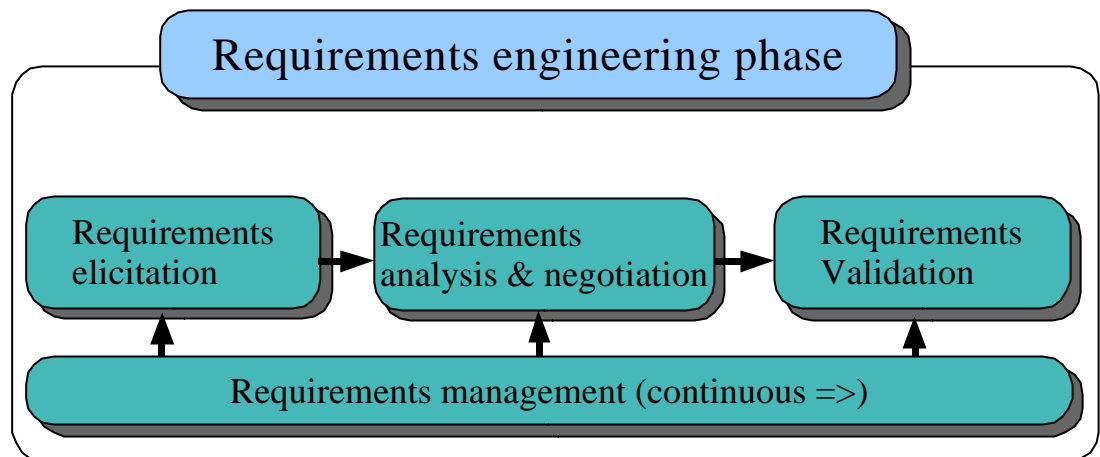 Requirements engineering phase
Requirements
elicitation
Requirements
analysis & negotiation
Requirements
Validation
Requirements management (continuous =>)